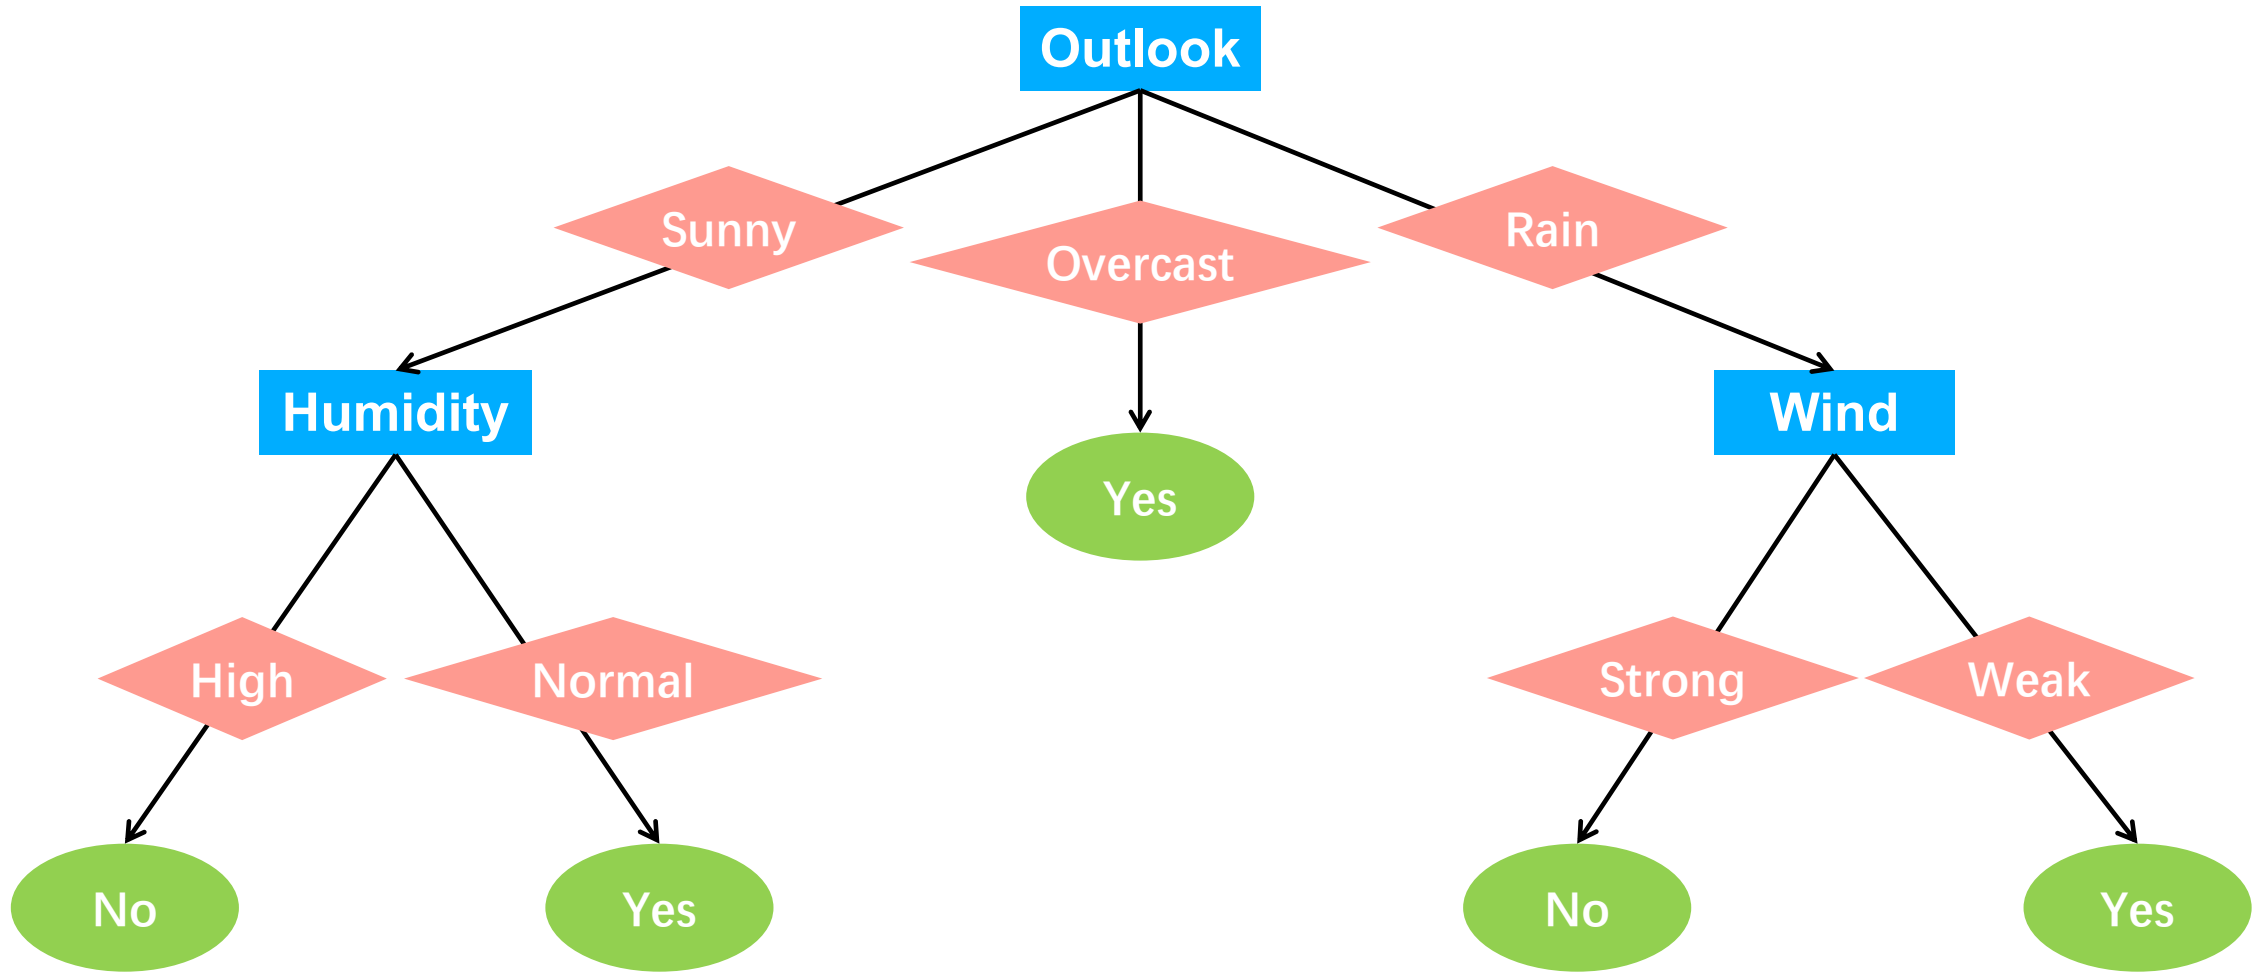 Outlook
Sunny
Overcast
Rain
Humidity
Wind
Yes
High
Normal
Strong
Weak
No
Yes
No
Yes